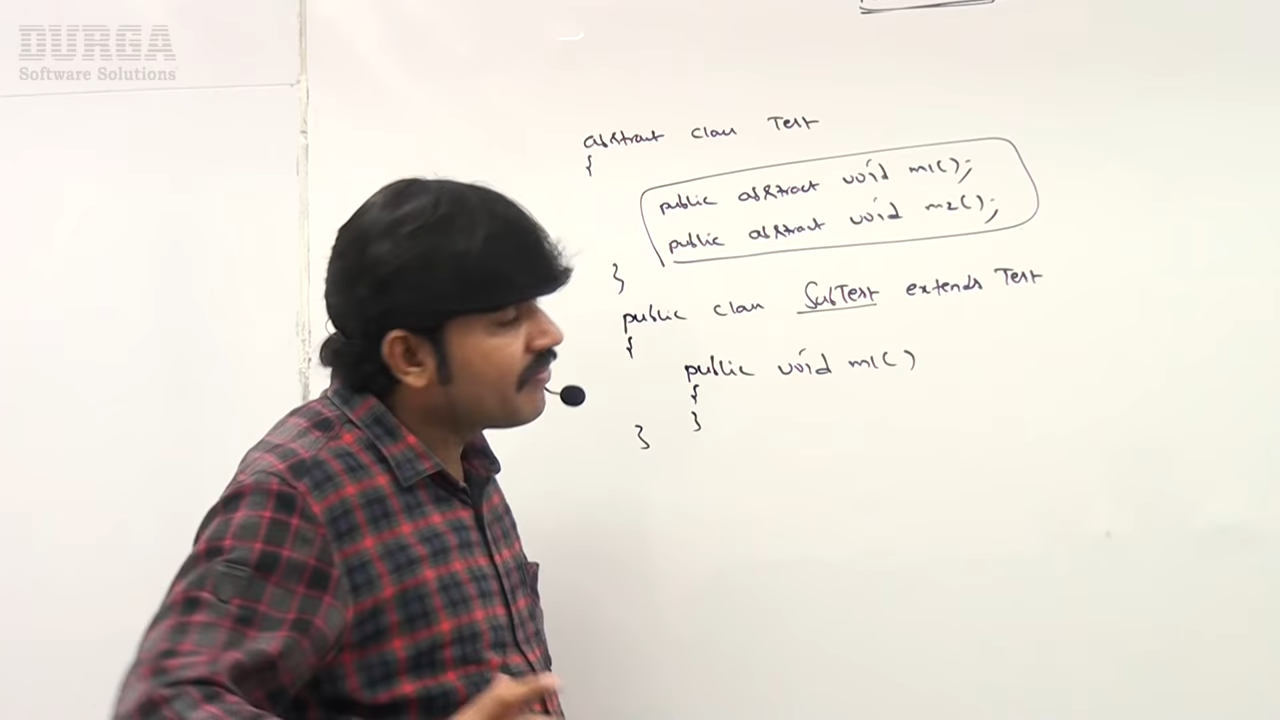 DURGA
Software Solutions
abstract class Test
{
public abstract void m1();
public abstract void m2();
}
public class SubTest extends Test
{
public void m1()
{
}
}